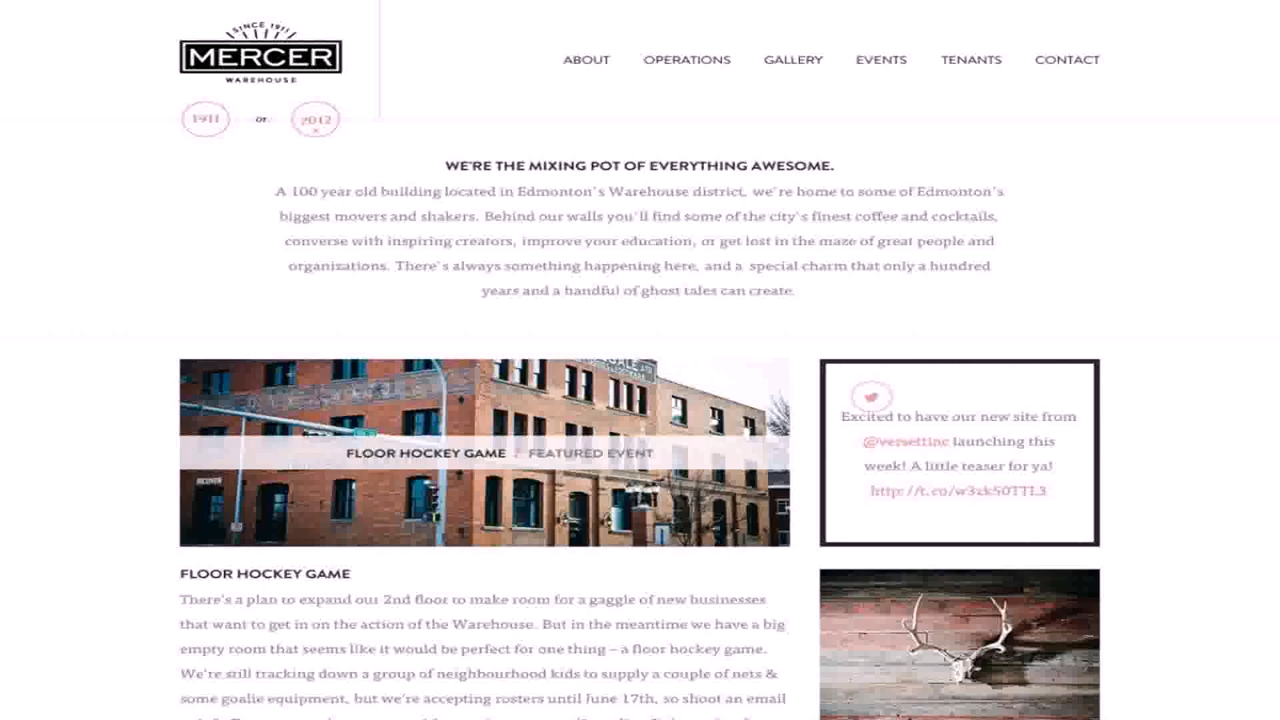 SINCE 1911
MERCER
WAREHOUSE
ABOUT OPERATIONS GALLERY EVENTS TENANTS CONTACT
1911 or 2012
×
WE'RE THE MIXING POT OF EVERYTHING AWESOME.
A 100 year old building located in Edmonton's Warehouse district, we're home to some of Edmonton's
biggest movers and shakers. Behind our walls you'll find some of the city's finest coffee and cocktails,
converse with inspiring creators, improve your education, or get lost in the maze of great people and
organizations. There's always something happening here, and a special charm that only a hundred
years and a handful of ghost tales can create.
FLOOR HOCKEY GAME / FEATURED EVENT
Excited to have our new site from
@versettinc launching this
week! A little teaser for ya!
http://t.co/w3zk50TTL3
FLOOR HOCKEY GAME
There's a plan to expand our 2nd floor to make room for a gaggle of new businesses
that want to get in on the action of the Warehouse. But in the meantime we have a big
empty room that seems like it would be perfect for one thing – a floor hockey game.
We're still tracking down a group of neighbourhood kids to supply a couple of nets &
some goalie equipment, but we're accepting rosters until June 17th, so shoot an email